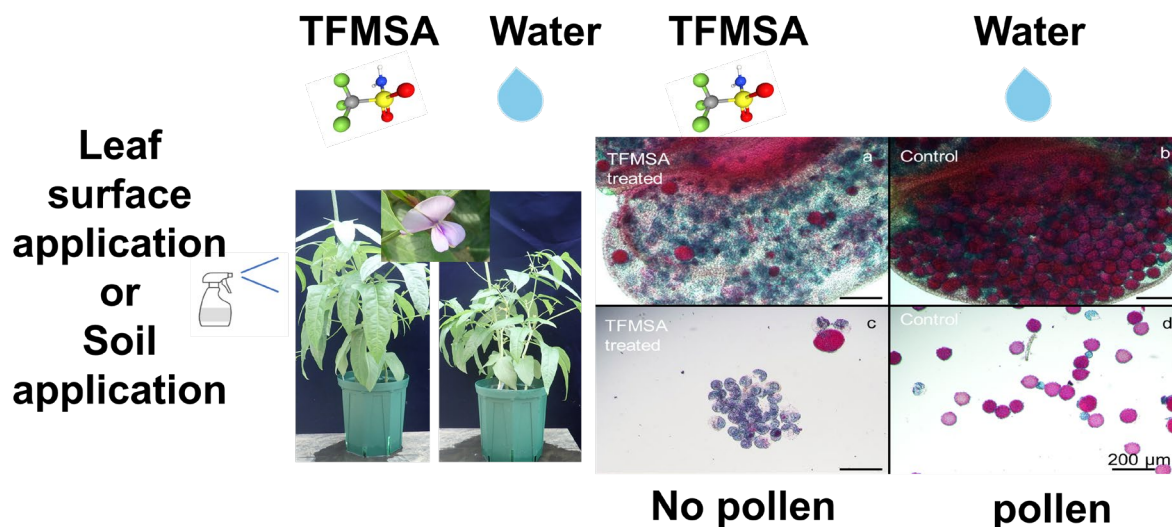 TFMSA
Water
TFMSA
Water
Leaf
surface
application
or
Soil
application
TFMSA
treated
a
Control
b
TFMSA
treated
c
Control
d
200 µm
No pollen
pollen